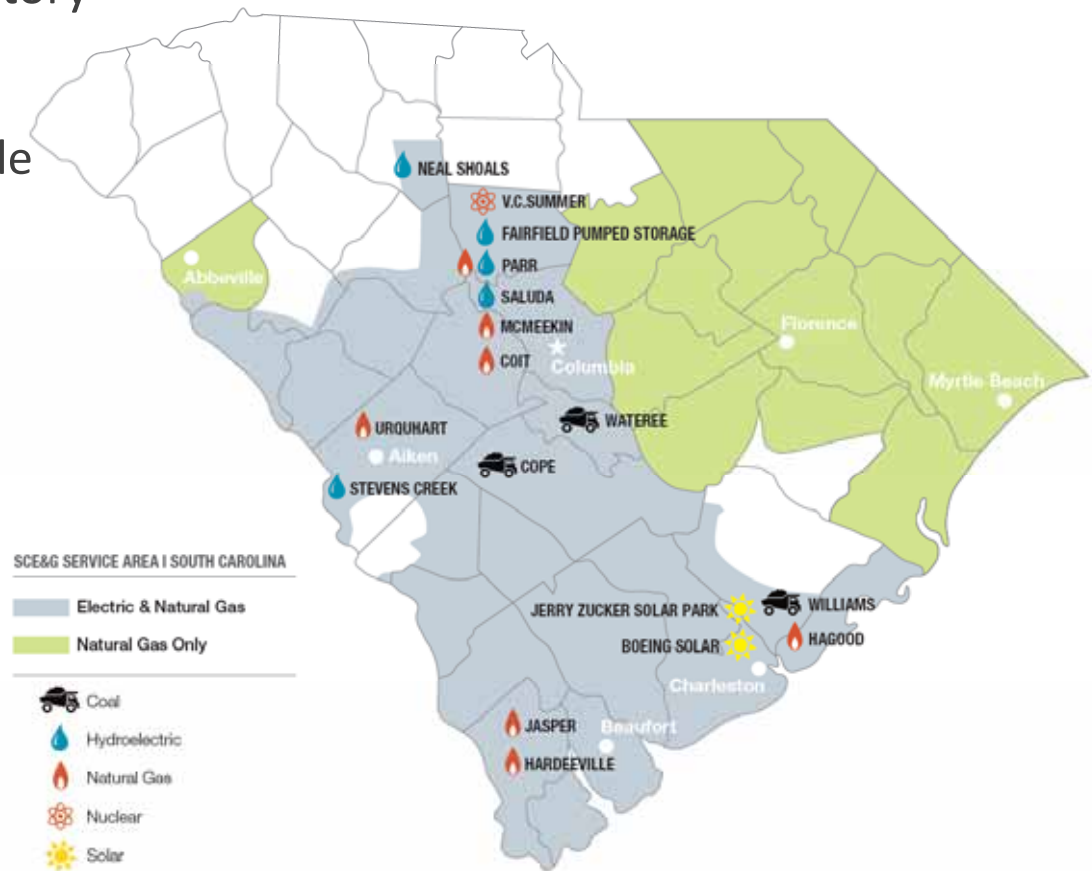 tory
le
NEAL SHOALS
V.C.SUMMER
FAIRFIELD PUMPED STORAGE
PARR
Abbeville
SALUDA
MCMEEKIN
Florence
COIT
Columbia
Myrtle Beach
WATEREE
URQUHART
Aiken
COPE
STEVENS CREEK
SCE&G SERVICE AREA I SOUTH CAROLINA
Electric & Natural Gas
Natural Gas Only
JERRY ZUCKER SOLAR PARK
WILLIAMS
BOEING SOLAR
HAGOOD
Charleston
Coal
Hydroelectric
Natural Gas
Nuclear
Solar
JASPER
Beaufort
HARDEEVILLE